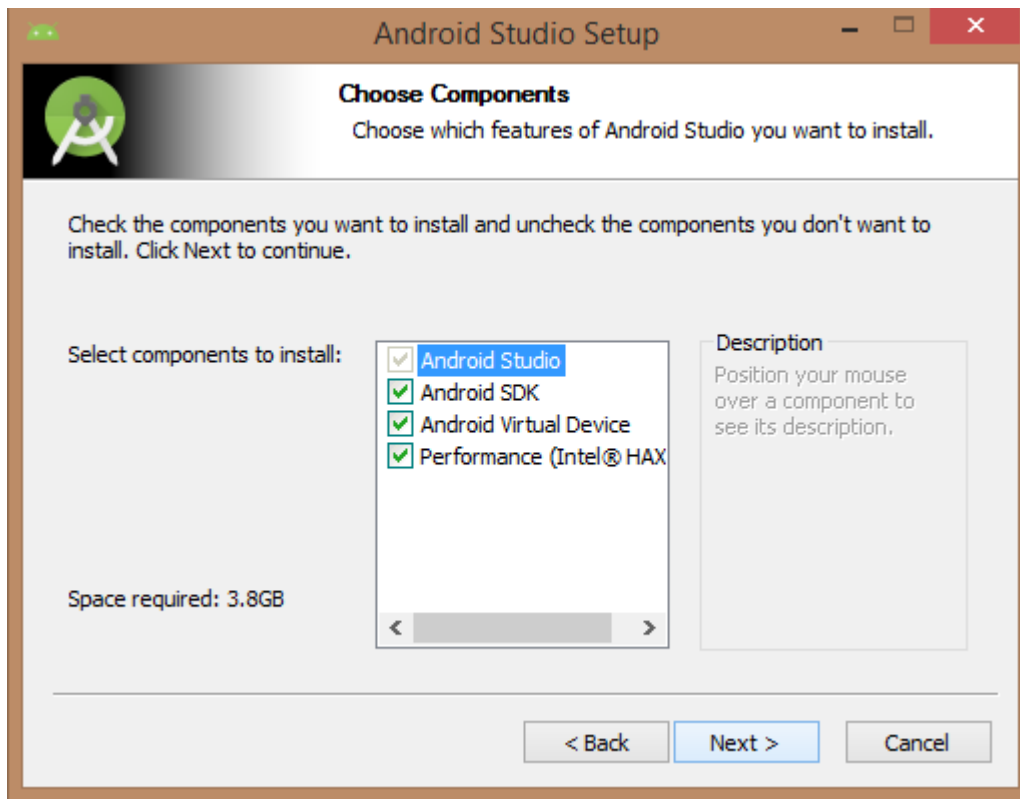 Android Studio Setup
Choose Components
Choose which features of Android Studio you want to install.
Check the components you want to install and uncheck the components you don't want to
install. Click Next to continue.
Select components to install:
Android Studio
Android SDK
Android Virtual Device
Performance (Intel® HAX
Description
Position your mouse
over a component to
see its description.
Space required: 3.8GB
< Back
Next >
Cancel